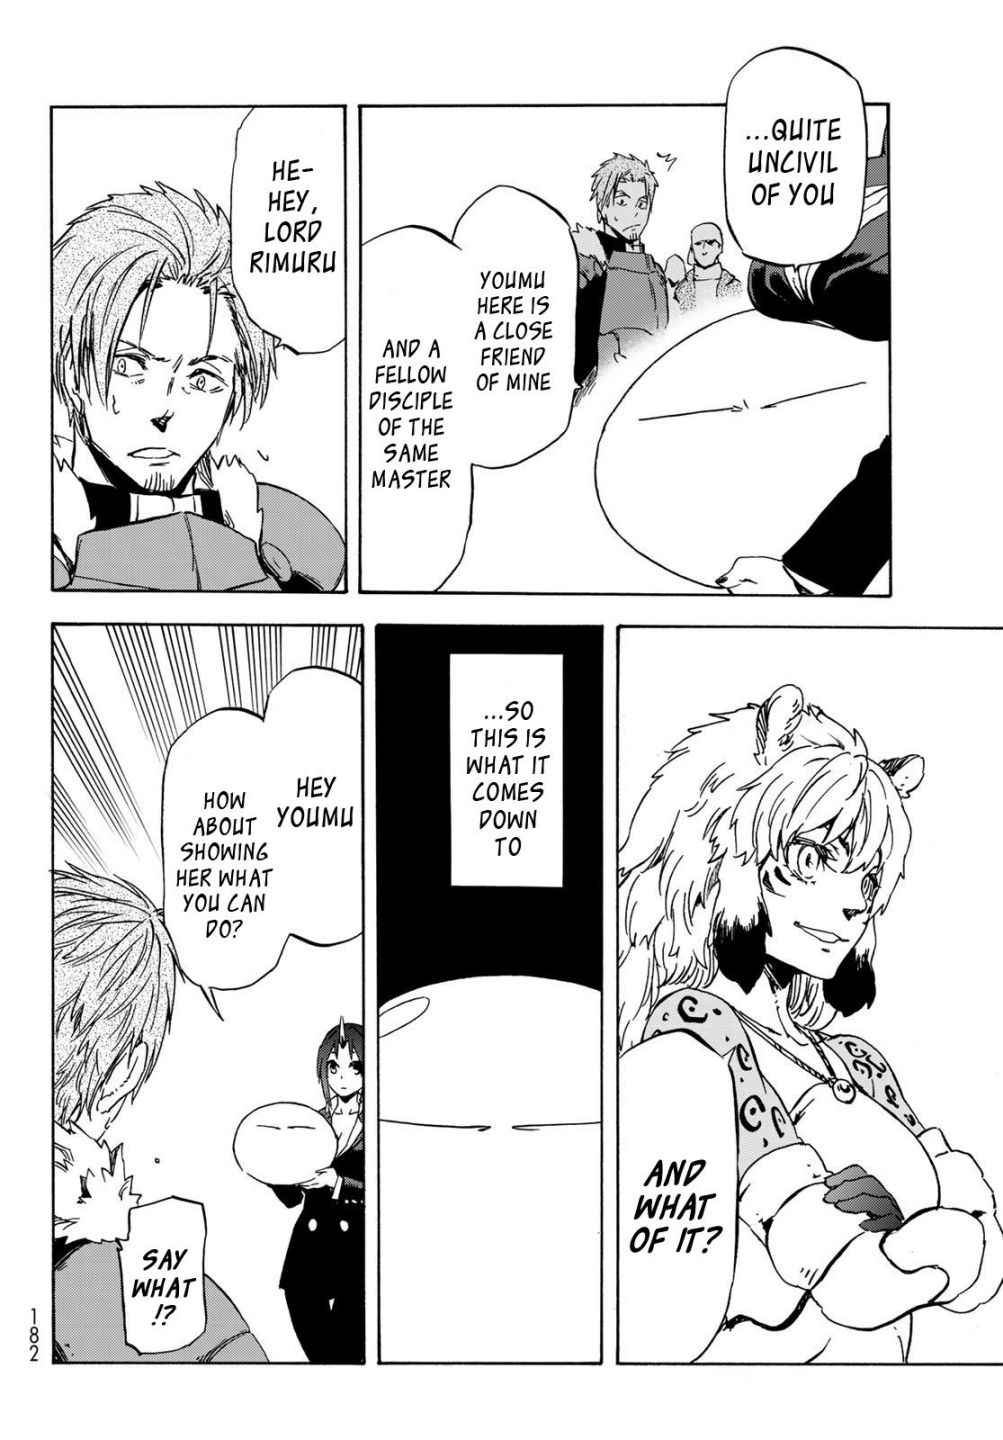 ...QUITE
UNCIVIL
OF YOU
YOUMU
HERE IS
A CLOSE
FRIEND
OF MINE
AND A
FELLOW
DISCIPLE
OF THE
SAME
MASTER
HE-
HEY,
LORD
RIMURU
AND
WHAT
OF IT?
...SO
THIS IS
WHAT IT
COMES
DOWN
TO
HEY
YOUMU
HOW
ABOUT
SHOWING
HER WHAT
YOU CAN
DO?
SAY
WHAT
!?
182